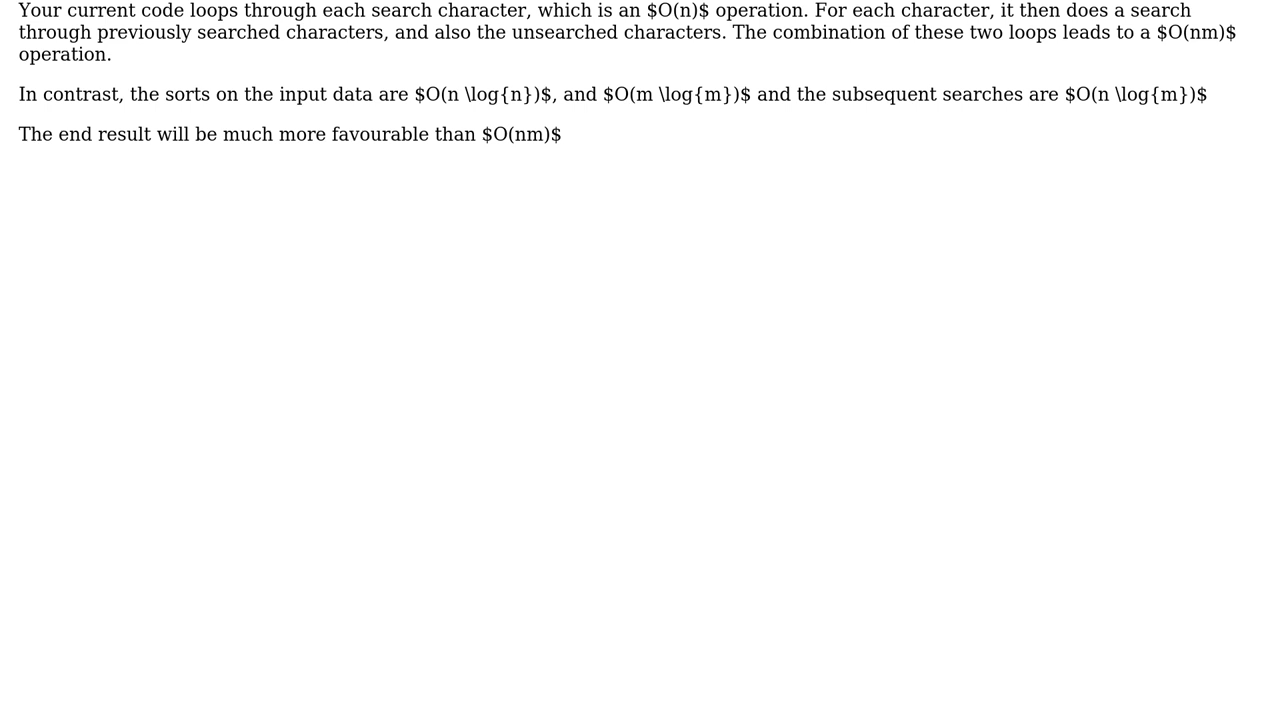 Your current code loops through each search character, which is an $O(n)$ operation. For each character, it then does a search
through previously searched characters, and also the unsearched characters. The combination of these two loops leads to a $O(nm)$
operation.
In contrast, the sorts on the input data are $O(n \log{n})$, and $O(m \log{m})$ and the subsequent searches are $O(n \log{m})$
The end result will be much more favourable than $O(nm)$